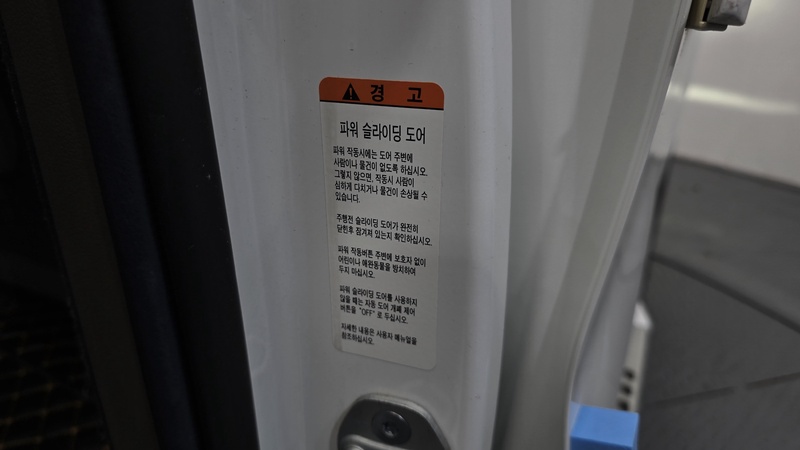 경 고
파워 슬라이딩 도어
파워 작동시에는 도어 주변에
사람이나 물건이 없도록 하십시오.
그렇지 않으면, 작동시 사람이
심하게 다치거나 물건이 손상될 수
있습니다.
주행전 슬라이딩 도어가 완전히
닫힌후 잠겨져 있는지 확인하십시오.
파워 작동버튼 주변에 보호자 없이
어린이나 애완동물을 방치하여
두지 마십시오.
파워 슬라이딩 도어를 사용하지
않을 때는 자동 도어 개폐 제어
버튼을 "OFF" 로 두십시오.
자세한 내용은 사용자 매뉴얼을
참조하십시오.